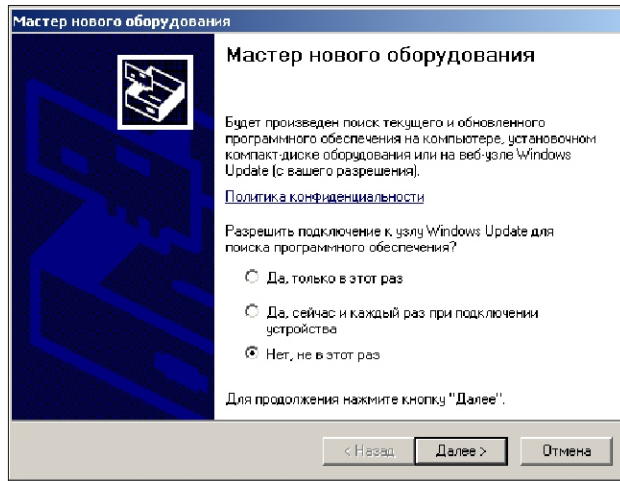 Мастер нового оборудования
Мастер нового оборудования
Будет произведен поиск текущего и обновленного
программного обеспечения на компьютере, установочном
компакт-диске оборудования или на веб-узле Windows
Update (с вашего разрешения).
Политика конфиденциальности
Разрешить подключение к узлу Windows Update для
поиска программного обеспечения?
Да, только в этот раз
Да, сейчас и каждый раз при подключении
устройства
Нет, не в этот раз
Для продолжения нажмите кнопку "Далее".
< Назад Далее > Отмена